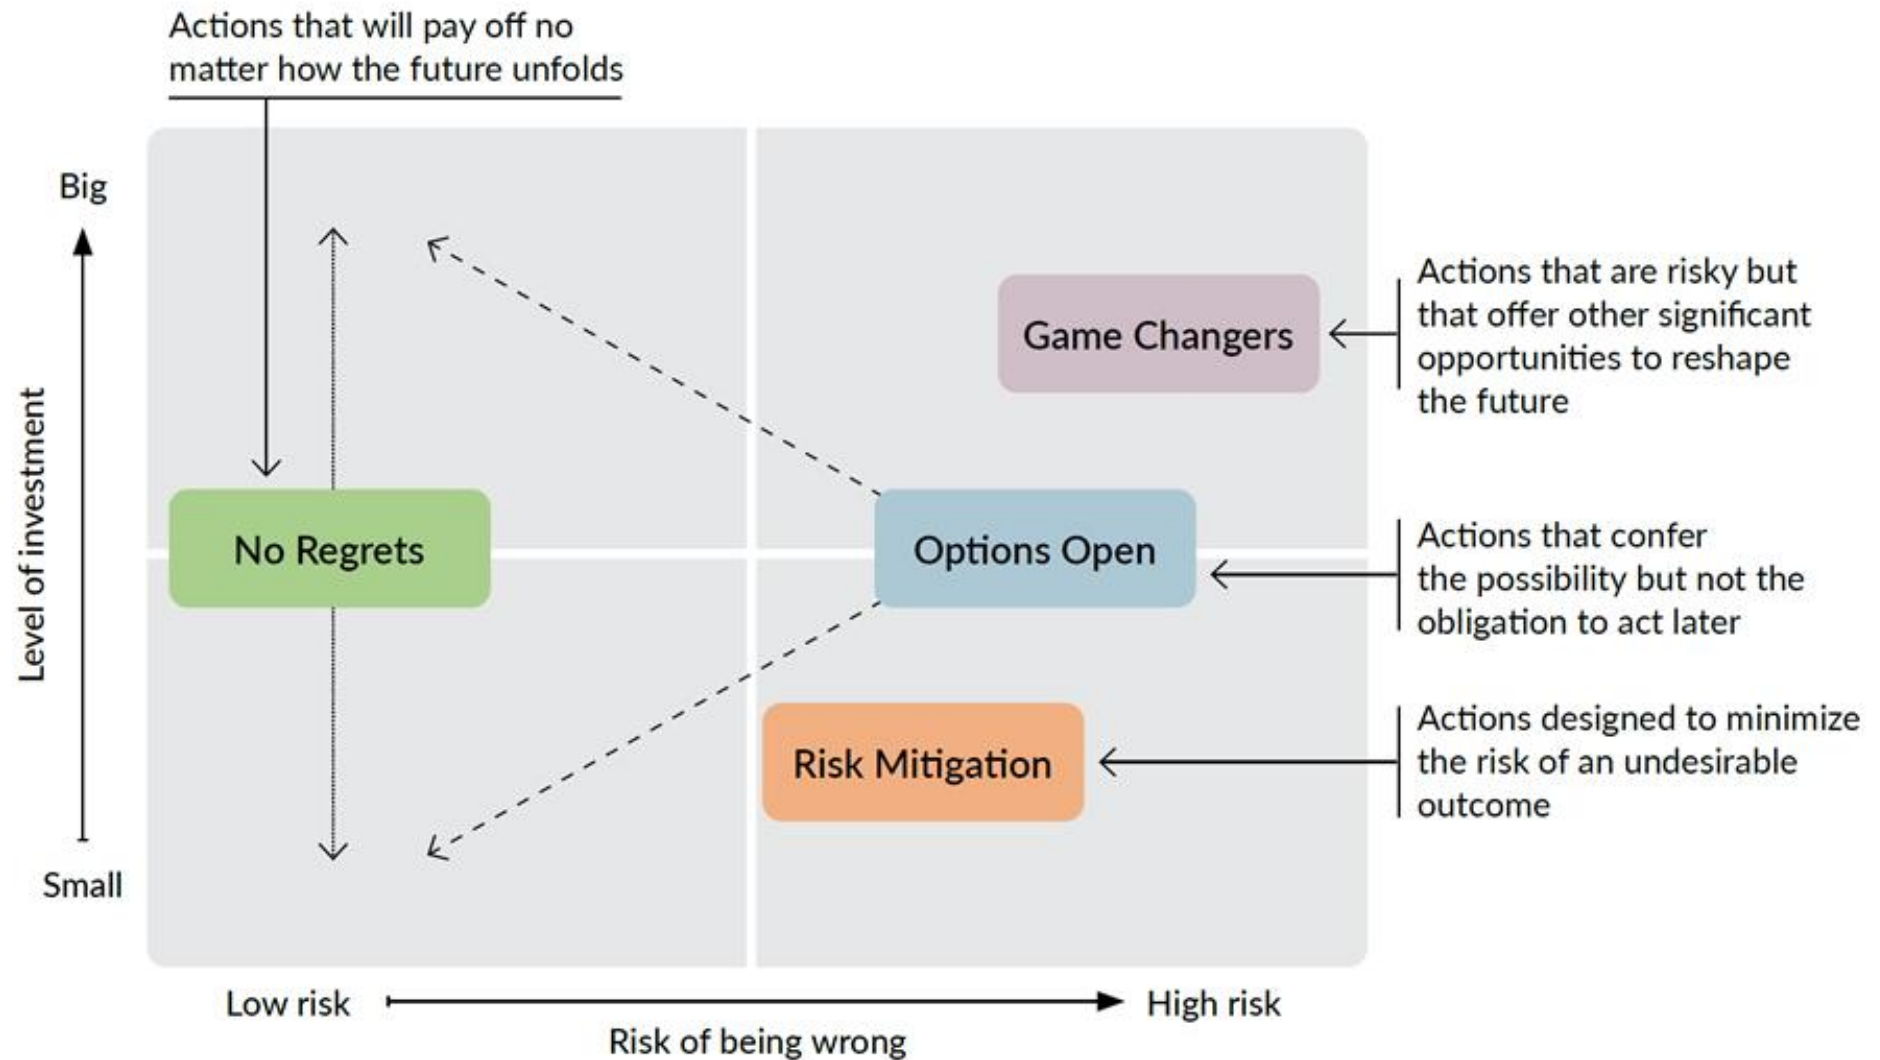 Actions that will pay off no
matter how the future unfolds
Big
Level of investment
Small
No Regrets
Game Changers
Options Open
Risk Mitigation
Actions that are risky but
that offer other significant
opportunities to reshape
the future
Actions that confer
the possibility but not the
obligation to act later
Actions designed to minimize
the risk of an undesirable
outcome
Low risk
High risk
Risk of being wrong